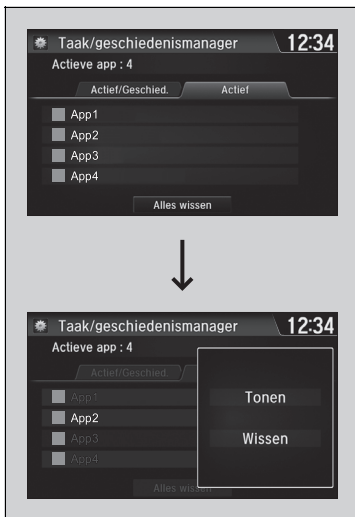 Taak/geschiedenismanager 12:34
Actieve app : 4
Actief/Geschied. Actief
App1
App2
App3
App4
Alles wissen
Taak/geschiedenismanager 12:34
Actieve app : 4
Actief/Geschied.
App1
App2
App3
App4
Tonen
Wissen
Alles wissen